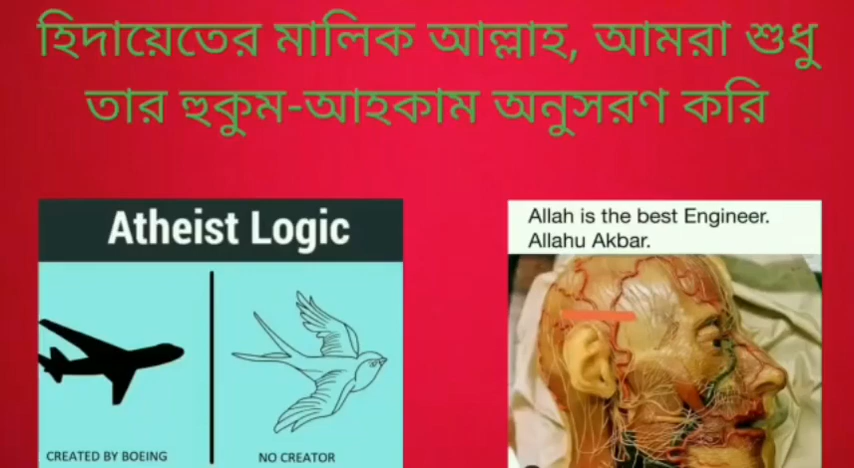 হিদায়েতের মালিক আল্লাহ, আমরা শুধু
তার হুকুম-আহকাম অনুসরণ করি
Atheist Logic
CREATED BY BOEING
NO CREATOR
Allah is the best Engineer.
Allahu Akbar.